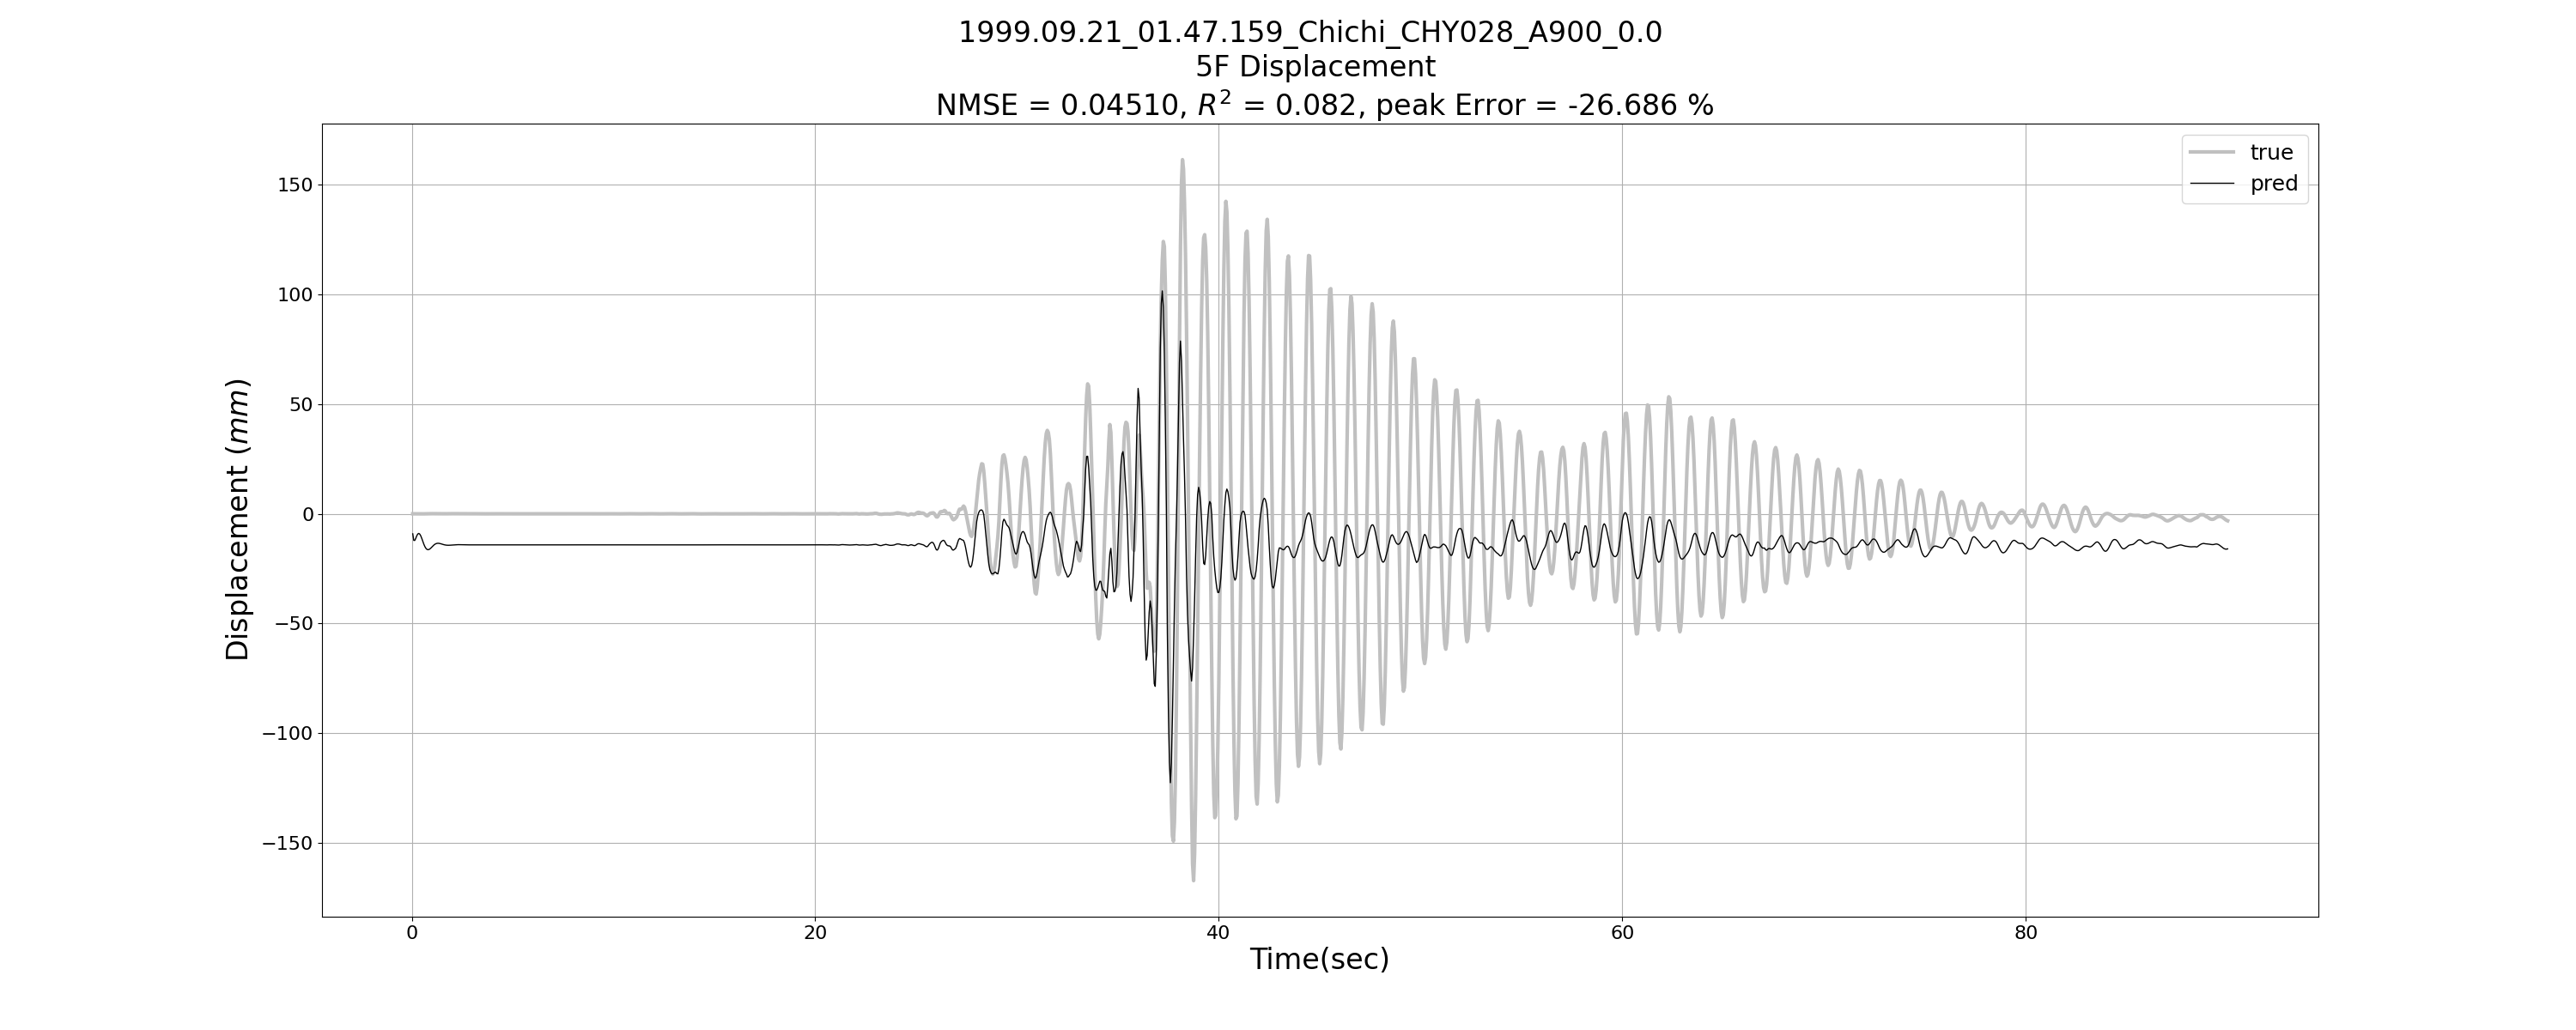 1999.09.21_01.47.159_Chichi_CHY028_A900_0.0
5F Displacement
NMSE = 0.04510, R² = 0.082, peak Error = -26.686 %
true
pred
Displacement (mm)
150
100
50
0
−50
−100
−150
0
20
40
60
80
Time(sec)